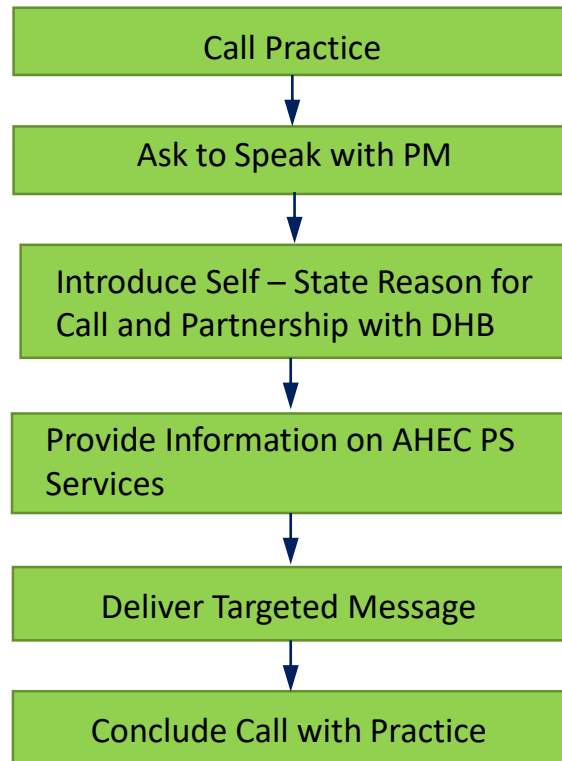 Call Practice
Ask to Speak with PM
Introduce Self – State Reason for
Call and Partnership with DHB
Provide Information on AHEC PS
Services
Deliver Targeted Message
Conclude Call with Practice